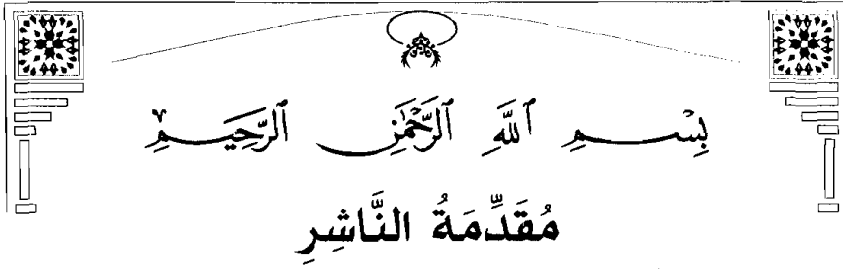 بِسْمِ ٱللَّهِ ٱلرَّحْمَٰنِ ٱلرَّحِيمِ
مُقَدِّمَةُ النَّاشِرِ